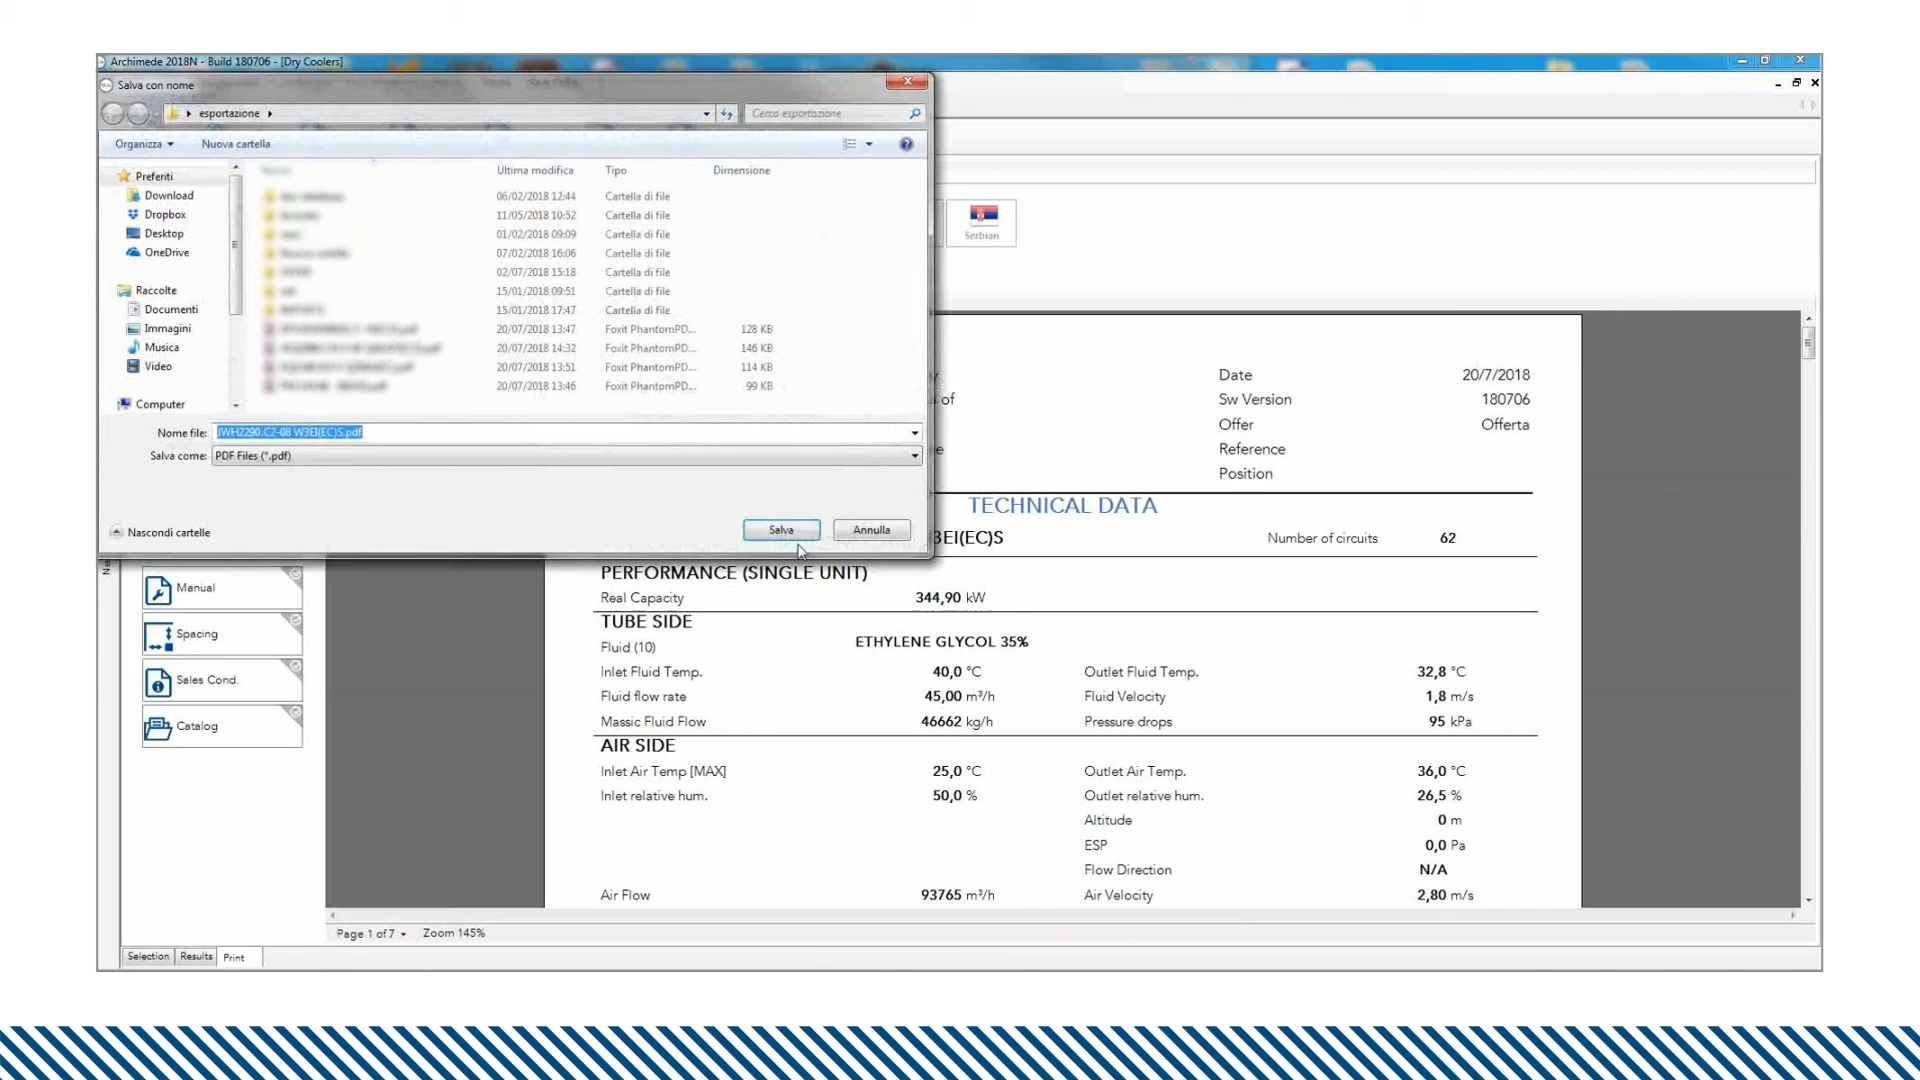 Archimede 2018N - Build 180706 - [Dry Coolers]
Salva con nome
esportazione
Cerca esportazione
Organizza
Nuova cartella
Ultima modifica Tipo Dimensione
Preferiti
Download
Dropbox
Desktop
OneDrive
Raccolte
Documenti
Immagini
Musica
Video
Computer
06/02/2018 12:44 Cartella di file
11/05/2018 10:52 Cartella di file
01/02/2018 09:09 Cartella di file
07/02/2018 16:06 Cartella di file
02/07/2018 15:18 Cartella di file
15/01/2018 09:51 Cartella di file
15/01/2018 17:47 Cartella di file
20/07/2018 13:47 Foxit PhantomPD... 128 KB
20/07/2018 14:32 Foxit PhantomPD... 146 KB
20/07/2018 13:51 Foxit PhantomPD... 114 KB
20/07/2018 13:46 Foxit PhantomPD... 99 KB
Nome file: JWH2290.C2-08 W3EI(EC)S.pdf
Salva come: PDF Files (*.pdf)
Nascondi cartelle
Salva Annulla
Serbian
Date 20/7/2018
of Sw Version 180706
Offer Offerta
Reference
Position
TECHNICAL DATA
3EI(EC)S Number of circuits 62
PERFORMANCE (SINGLE UNIT)
Real Capacity 344,90 kW
TUBE SIDE
Fluid (10) ETHYLENE GLYCOL 35%
Inlet Fluid Temp. 40,0 °C Outlet Fluid Temp. 32,8 °C
Fluid flow rate 45,00 m³/h Fluid Velocity 1,8 m/s
Massic Fluid Flow 46662 kg/h Pressure drops 95 kPa
AIR SIDE
Inlet Air Temp [MAX] 25,0 °C Outlet Air Temp. 36,0 °C
Inlet relative hum. 50,0 % Outlet relative hum. 26,5 %
Altitude 0 m
ESP 0,0 Pa
Flow Direction N/A
Air Flow 93765 m³/h Air Velocity 2,80 m/s
Manual
Spacing
Sales Cond.
Catalog
Page 1 of 7 Zoom 145%
Selection Results Print